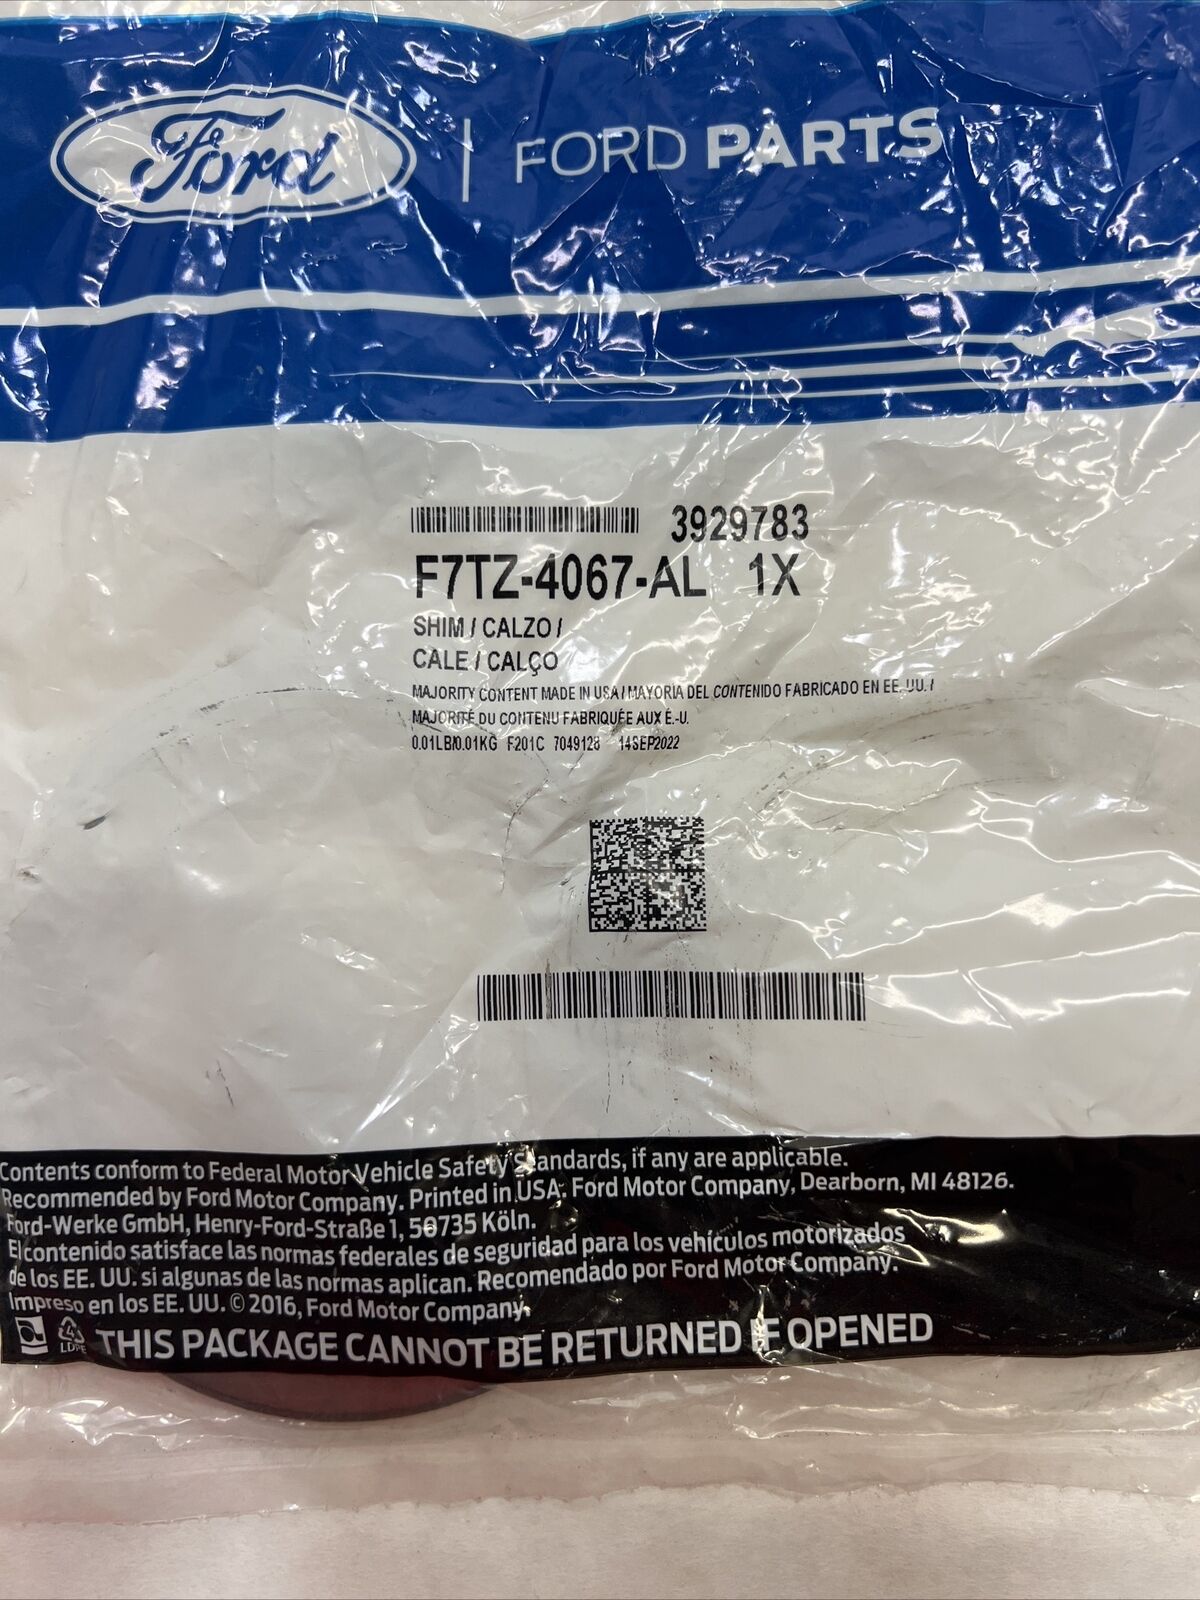 Ford | FORD PARTS
3929783
F7TZ-4067-AL 1X
SHIM / CALZO /
CALE / CALÇO
MAJORITY CONTENT MADE IN USA / MAYORIA DEL CONTENIDO FABRICADO EN EE. UU. /
MAJORITÉ DU CONTENU FABRIQUÉE AUX É.-U.
0.01LB/0.01KG F201C 7049128 14SEP2022
Contents conform to Federal Motor Vehicle Safety Standards, if any are applicable.
Recommended by Ford Motor Company. Printed in USA. Ford Motor Company, Dearborn, MI 48126.
Ford-Werke GmbH, Henry-Ford-Straße 1, 50735 Köln.
El contenido satisface las normas federales de seguridad para los vehículos motorizados
de los EE. UU. si algunas de las normas aplican. Recomendado por Ford Motor Company.
Impreso en los EE. UU. © 2016, Ford Motor Company.
4
LDPE
THIS PACKAGE CANNOT BE RETURNED IF OPENED